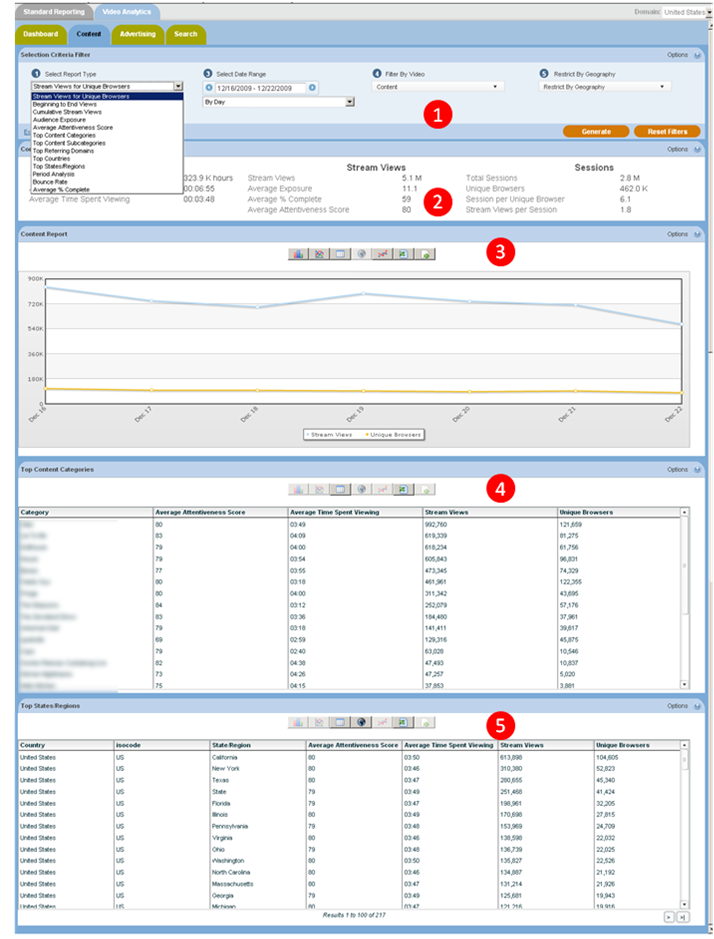 Standard Reporting Video Analytics Domain: United States
Dashboard Content Advertising Search
Selection Criteria Filter Options
1 Select Report Type 3 Select Date Range 4 Filter By Video 5 Restrict By Geography
Stream Views for Unique Browsers 12/16/2009 - 12/22/2009 Content Restrict By Geography
By Day
Stream Views for Unique Browsers
Beginning to End Views
Cumulative Stream Views
Audience Exposure
Average Attentiveness Score
Top Content Categories
Top Content Subcategories
Top Referring Domains
Top Countries
Top States/Regions
Period Analysis
Bounce Rate
Average % Complete
1
Generate Reset Filters
Options
Stream Views Sessions
323.9 K hours Stream Views 5.1 M Total Sessions 2.8 M
00:06:55 Average Exposure 11.1 Unique Browsers 462.0 K
Average Time Spent Viewing 00:03:48 Average % Complete 59 Session per Unique Browser 6.1
Average Attentiveness Score 80 Stream Views per Session 1.8
2
Content Report Options
3
900K
720K
540K
360K
180K
0
Dec 16 Dec 17 Dec 18 Dec 19 Dec 20 Dec 21 Dec 22
Stream Views Unique Browsers
Top Content Categories Options
4
Category Average Attentiveness Score Average Time Spent Viewing Stream Views Unique Browsers
80 03:49 992,760 121,659
83 04:09 619,339 81,275
79 04:00 618,234 61,756
79 03:54 605,843 96,831
77 03:55 473,345 74,329
80 03:18 461,961 122,355
80 04:00 311,342 43,695
84 03:12 252,079 57,176
83 03:36 184,480 37,961
79 03:18 141,411 39,617
69 02:59 129,316 45,875
79 02:40 63,028 10,546
82 04:38 47,493 10,837
73 04:26 47,257 5,020
75 04:15 37,853 3,881
Top States/Regions Options
5
Country isocode State/Region Average Attentiveness Score Average Time Spent Viewing Stream Views Unique Browsers
United States US California 80 03:50 613,898 104,605
United States US New York 80 03:46 310,380 52,823
United States US Texas 80 03:47 280,655 45,340
United States US State 79 03:49 251,468 41,424
United States US Florida 79 03:47 198,951 32,205
United States US Illinois 80 03:49 170,898 27,815
United States US Pennsylvania 79 03:48 153,969 24,709
United States US Virginia 80 03:46 138,598 22,032
United States US Ohio 79 03:48 136,739 22,025
United States US Washington 80 03:50 135,827 22,526
United States US North Carolina 80 03:46 134,887 21,192
United States US Massachusetts 80 03:47 131,214 21,926
United States US Georgia 79 03:49 125,681 19,943
United States US Michigan 80 03:47 121,216 19,916
Results 1 to 100 of 217